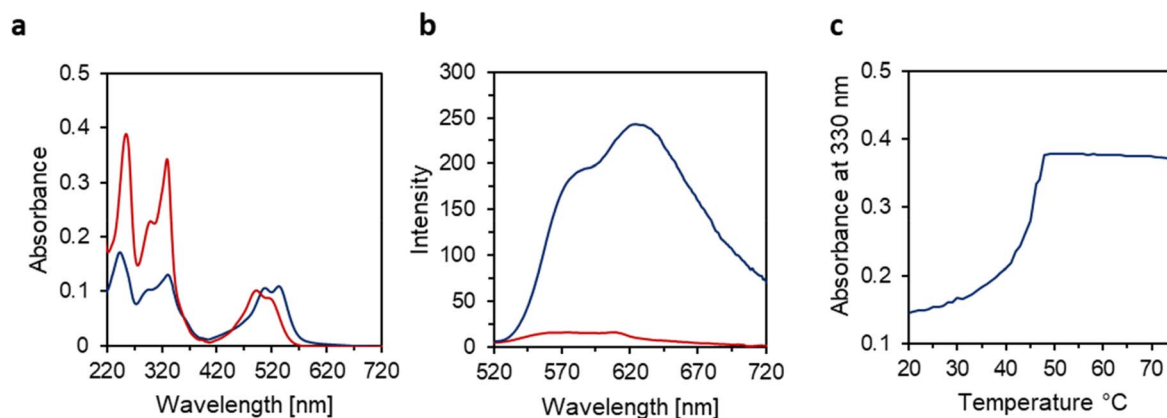 a
b
c
Absorbance
0.5
0.4
0.3
0.2
0.1
0
220 320 420 520 620 720
Wavelength [nm]
Intensity
300
250
200
150
100
50
0
520 570 620 670 720
Wavelength [nm]
Absorbance at 330 nm
0.5
0.4
0.3
0.2
0.1
20 30 40 50 60 70
Temperature °C